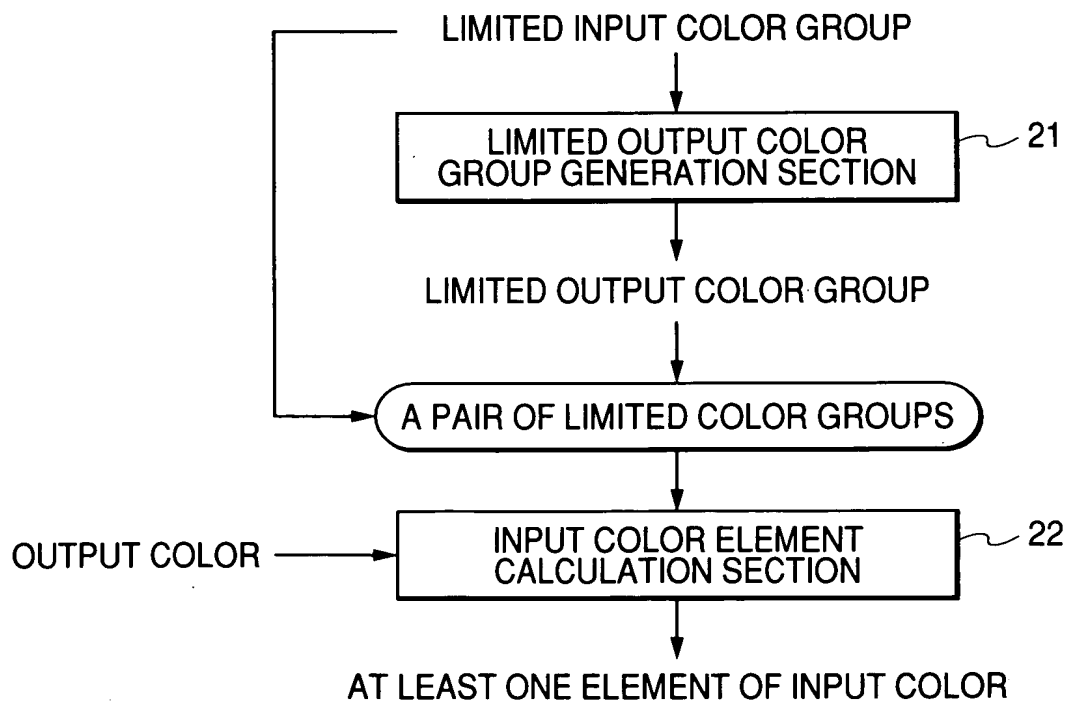 LIMITED INPUT COLOR GROUP
LIMITED OUTPUT COLOR
GROUP GENERATION SECTION
21
LIMITED OUTPUT COLOR GROUP
A PAIR OF LIMITED COLOR GROUPS
OUTPUT COLOR
INPUT COLOR ELEMENT
CALCULATION SECTION
22
AT LEAST ONE ELEMENT OF INPUT COLOR